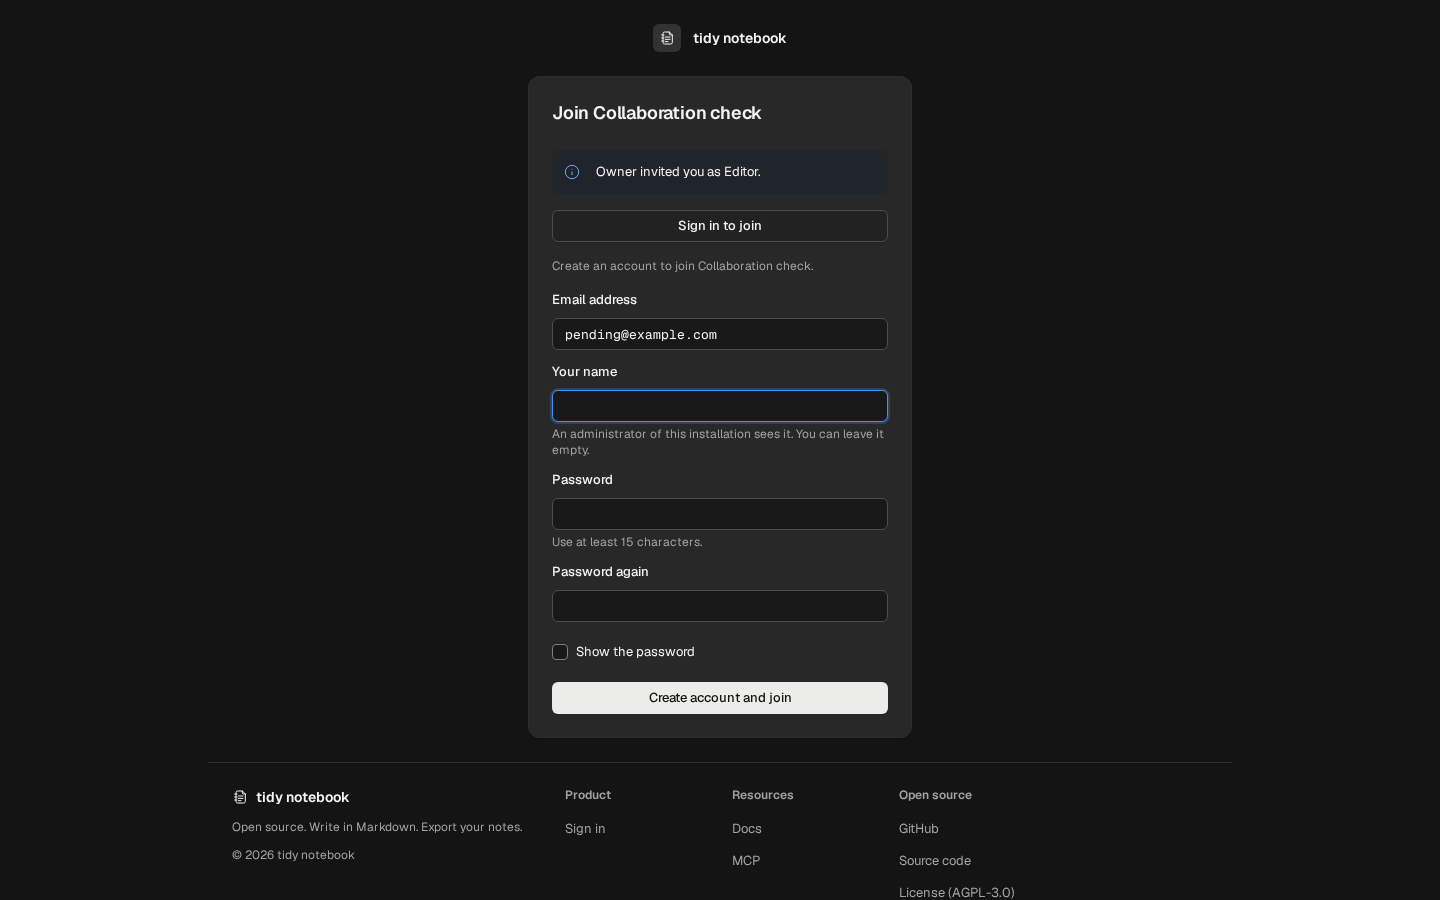 tidy notebook
Join Collaboration check
Owner invited you as Editor.
Sign in to join
Create an account to join Collaboration check.
Email address
pending@example.com
Your name
An administrator of this installation sees it. You can leave it
empty.
Password
Use at least 15 characters.
Password again
Show the password
Create account and join
tidy notebook
Open source. Write in Markdown. Export your notes.
© 2026 tidy notebook
Product
Sign in
Resources
Docs
MCP
Open source
GitHub
Source code
License (AGPL-3.0)